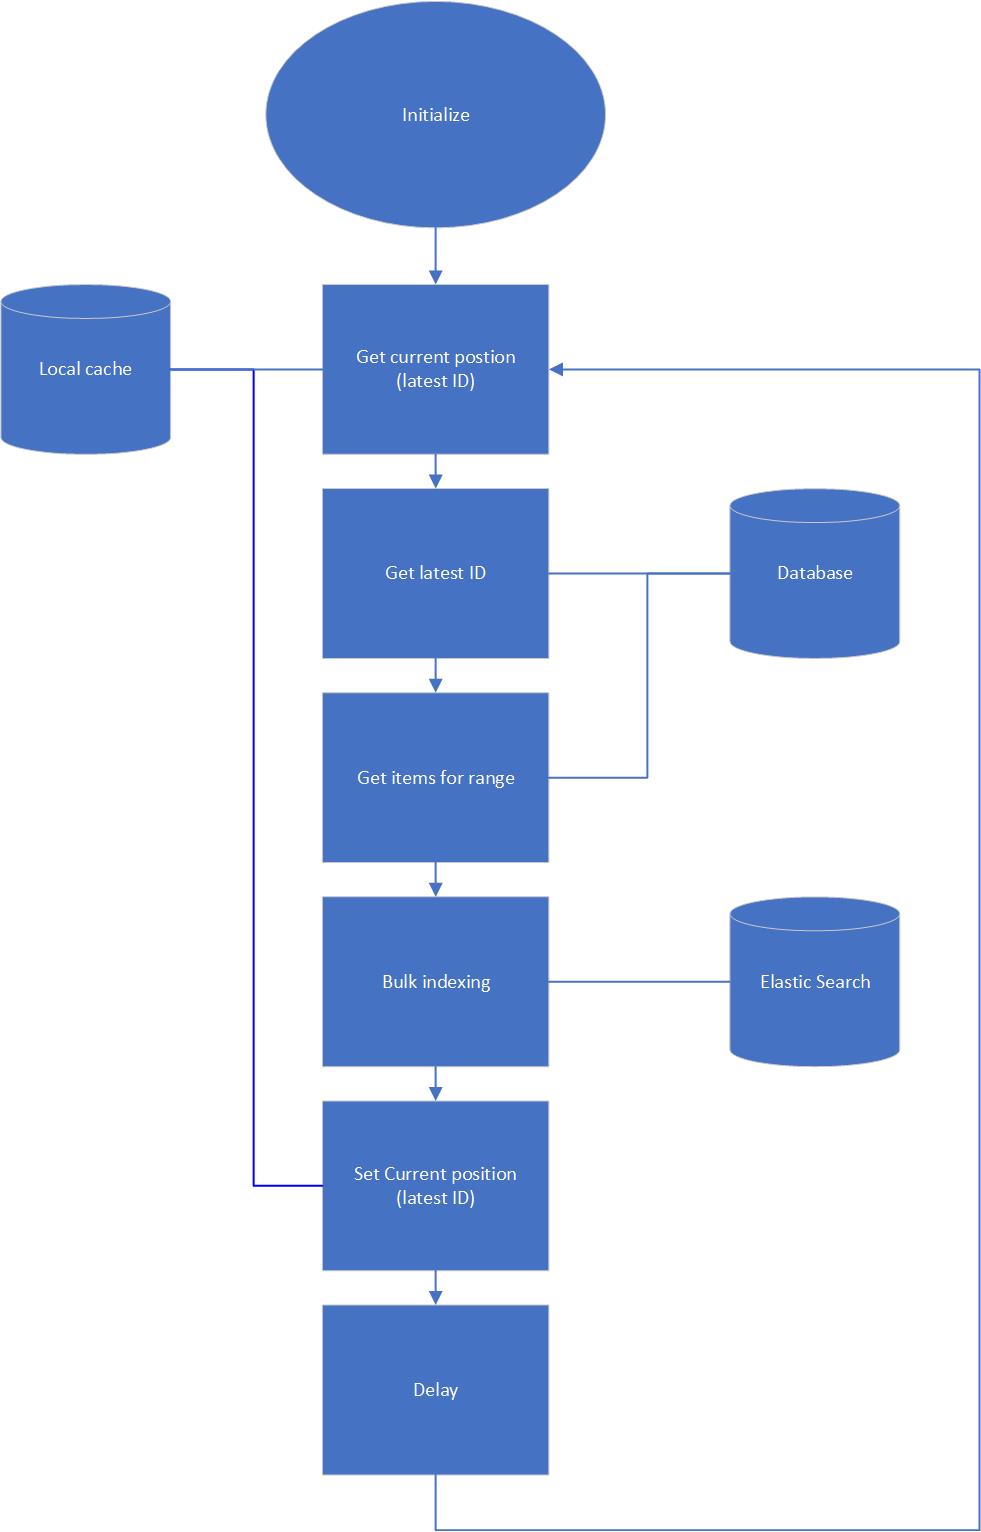 Initialize
Local cache
Get current postion
(latest ID)
Get latest ID
Database
Get items for range
Bulk indexing
Elastic Search
Set Current position
(latest ID)
Delay